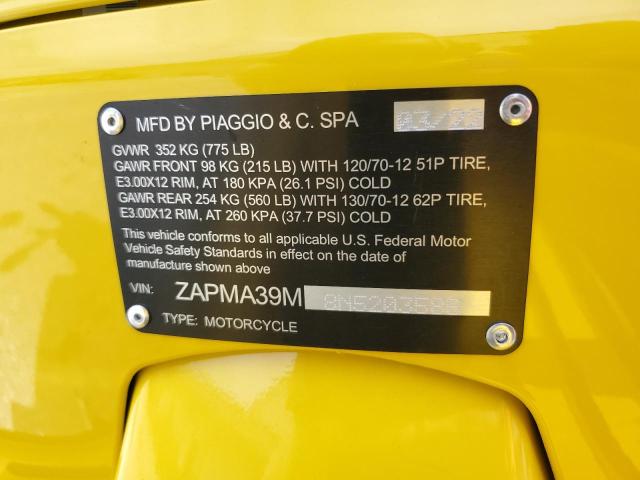 MFD BY PIAGGIO & C. SPA
GVWR 352 KG (775 LB)
GAWR FRONT 98 KG (215 LB) WITH 120/70-12 51P TIRE,
E3.00X12 RIM, AT 180 KPA (26.1 PSI) COLD
GAWR REAR 254 KG (560 LB) WITH 130/70-12 62P TIRE,
E3.00X12 RIM, AT 260 KPA (37.7 PSI) COLD
This vehicle conforms to all applicable U.S. Federal Motor
Vehicle Safety Standards in effect on the date of
manufacture shown above
VIN: ZAPMA39M
TYPE: MOTORCYCLE